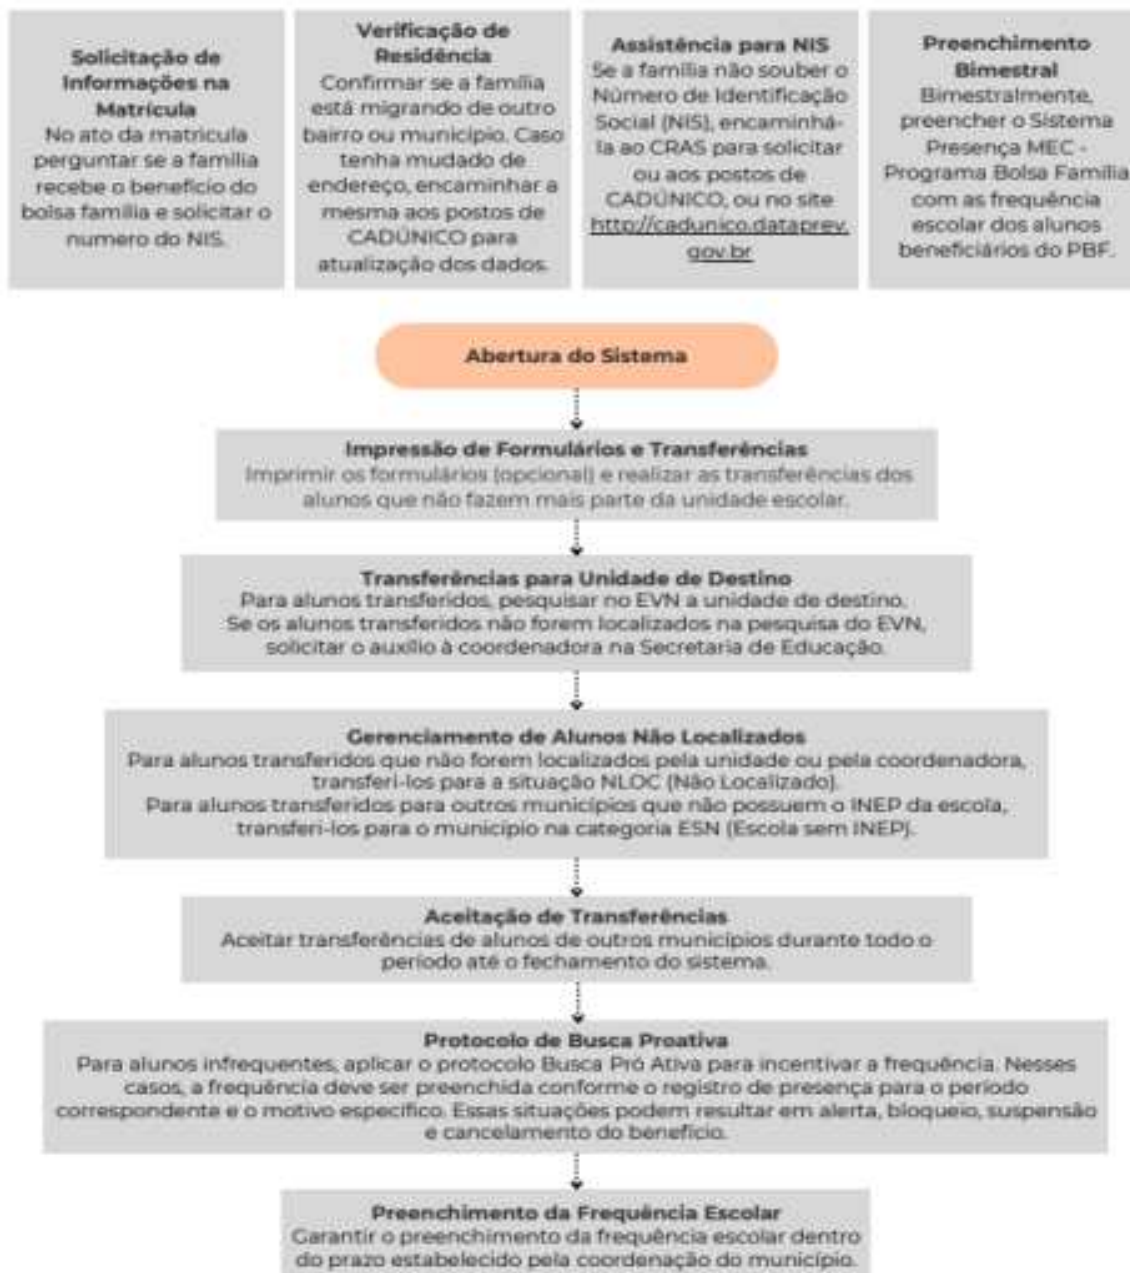 Solicitação de
Informações na
Matrícula
No ato da matricula
perguntar se a família
recebe o benefício do
bolsa família e solicitar o
numero do NIS.
Verificação de
Residência
Confirmar se a família
está migrando de outro
bairro ou município. Caso
tenha mudado de
endereço, encaminhar a
mesma aos postos de
CADÚNICO para
atualização dos dados.
Assistência para NIS
Se a família não souber o
Número de Identificação
Social (NIS), encaminhá-
la ao CRAS para solicitar
ou aos postos de
CADÚNICO, ou no site
http://cadunico.dataprev.
gov.br
Preenchimento
Bimestral
Bimestralmente,
preencher o Sistema
Presença MEC -
Programa Bolsa Família
com as frequência
escolar dos alunos
beneficiários do PBF.
Abertura do Sistema
Impressão de Formulários e Transferências
Imprimir os formulários (opcional) e realizar as transferências dos
alunos que não fazem mais parte da unidade escolar.
Transferências para Unidade de Destino
Para alunos transferidos, pesquisar no EVN a unidade de destino.
Se os alunos transferidos não forem localizados na pesquisa do EVN,
solicitar o auxílio à coordenadora na Secretaria de Educação.
Gerenciamento de Alunos Não Localizados
Para alunos transferidos que não forem localizados pela unidade ou pela coordenadora,
transferi-los para a situação NLOC (Não Localizado).
Para alunos transferidos para outros municípios que não possuem o INEP da escola,
transferi-los para o município na categoria ESN (Escola sem INEP).
Aceitação de Transferências
Aceitar transferências de alunos de outros municípios durante todo o
período até o fechamento do sistema.
Protocolo de Busca Proativa
Para alunos infrequentes, aplicar o protocolo Busca Pró Ativa para incentivar a frequência. Nesses
casos, a frequência deve ser preenchida conforme o registro de presença para o período
correspondente e o motivo específico. Essas situações podem resultar em alerta, bloqueio, suspensão
e cancelamento do benefício.
Preenchimento da Frequência Escolar
Garantir o preenchimento da frequência escolar dentro
do prazo estabelecido pela coordenação do município.